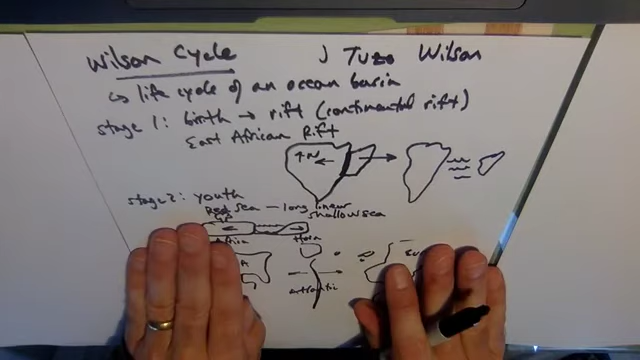 Wilson Cycle J Tuzo Wilson
↳ life cycle of an ocean basin
stage 1: birth → rift (continental rift)
East African Rift
↑N
stage 2: youth
Red sea - long linear
shallow sea
Africa Horn
A
atlantic